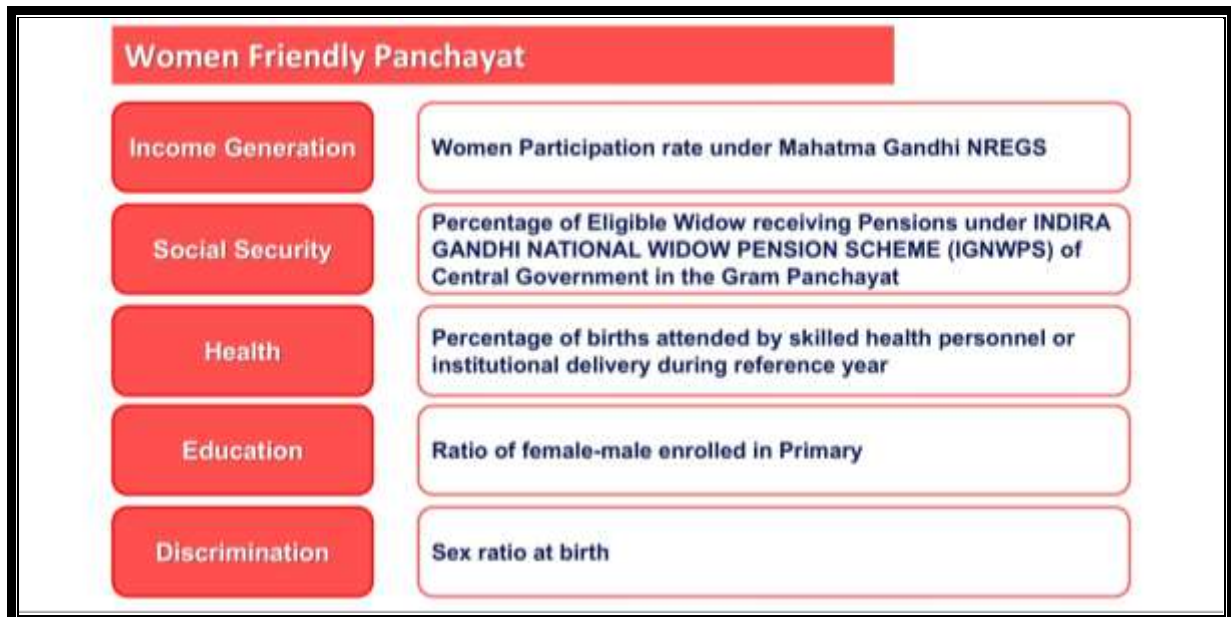 Women Friendly Panchayat
Income Generation
Women Participation rate under Mahatma Gandhi NREGS
Social Security
Percentage of Eligible Widow receiving Pensions under INDIRA
GANDHI NATIONAL WIDOW PENSION SCHEME (IGNWPS) of
Central Government in the Gram Panchayat
Health
Percentage of births attended by skilled health personnel or
institutional delivery during reference year
Education
Ratio of female-male enrolled in Primary
Discrimination
Sex ratio at birth